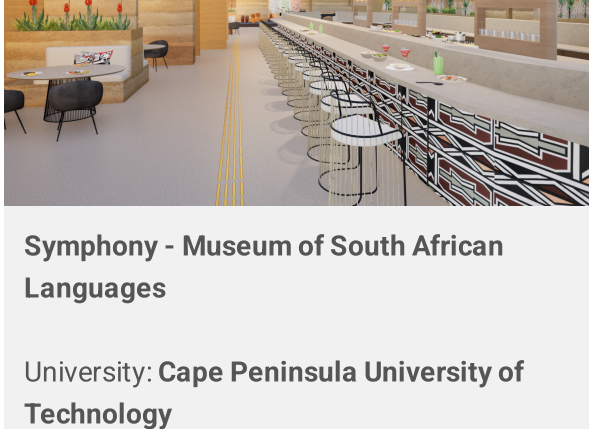 Symphony - Museum of South African
Languages
University: Cape Peninsula University of
Technology